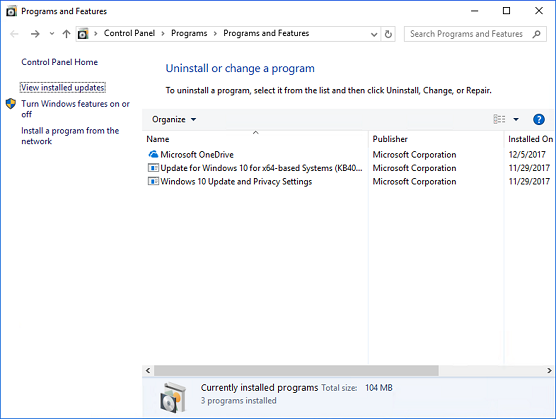 Programs and Features
Control Panel > Programs > Programs and Features
Search Programs and Features
Control Panel Home
View installed updates
Turn Windows features on or
off
Install a program from the
network
Uninstall or change a program
To uninstall a program, select it from the list and then click Uninstall, Change, or Repair.
Organize
Name Publisher Installed On
Microsoft OneDrive Microsoft Corporation 12/5/2017
Update for Windows 10 for x64-based Systems (KB40... Microsoft Corporation 11/29/2017
Windows 10 Update and Privacy Settings Microsoft Corporation 11/29/2017
Currently installed programs Total size: 104 MB
3 programs installed